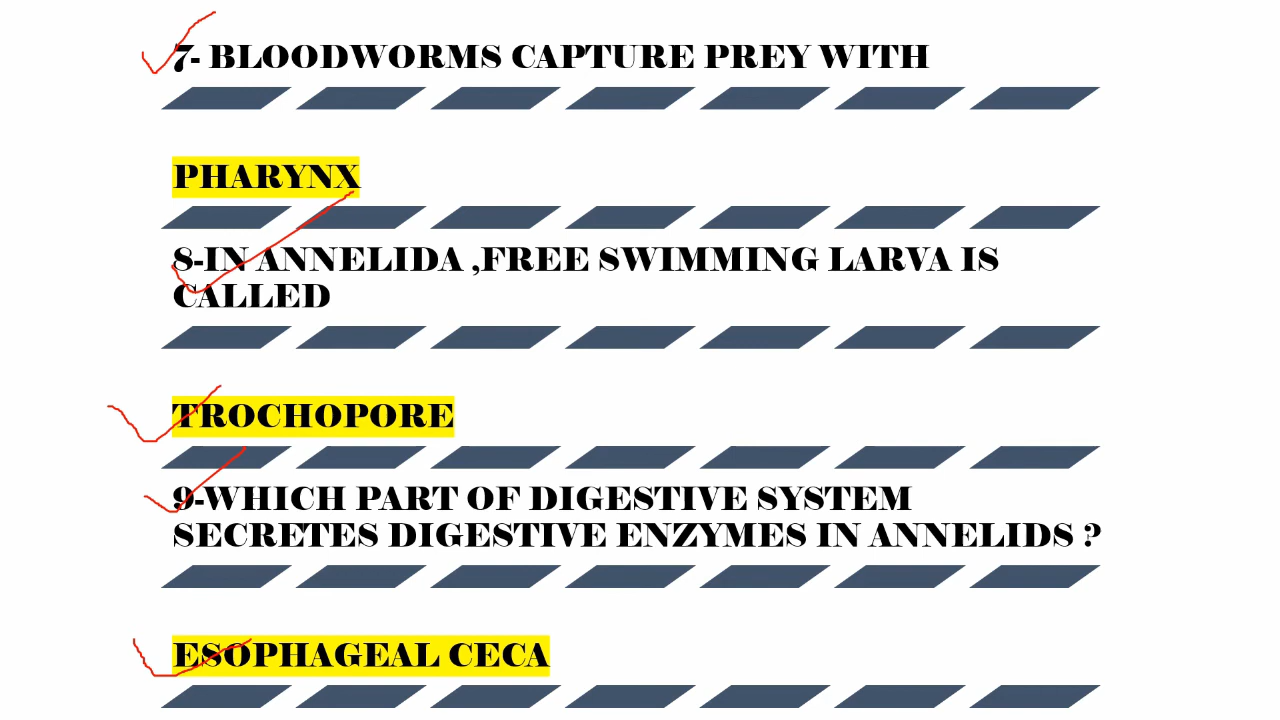 7- BLOODWORMS CAPTURE PREY WITH
PHARYNX
8-IN ANNELIDA ,FREE SWIMMING LARVA IS
CALLED
TROCHOPORE
9-WHICH PART OF DIGESTIVE SYSTEM
SECRETES DIGESTIVE ENZYMES IN ANNELIDS ?
ESOPHAGEAL CECA